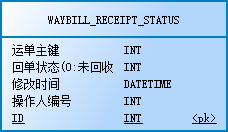 WAYBILL_RECEIPT_STATUS
运单主键 INT
回单状态(0:未回收 INT
修改时间 DATETIME
操作人编号 INT
ID INT <pk>